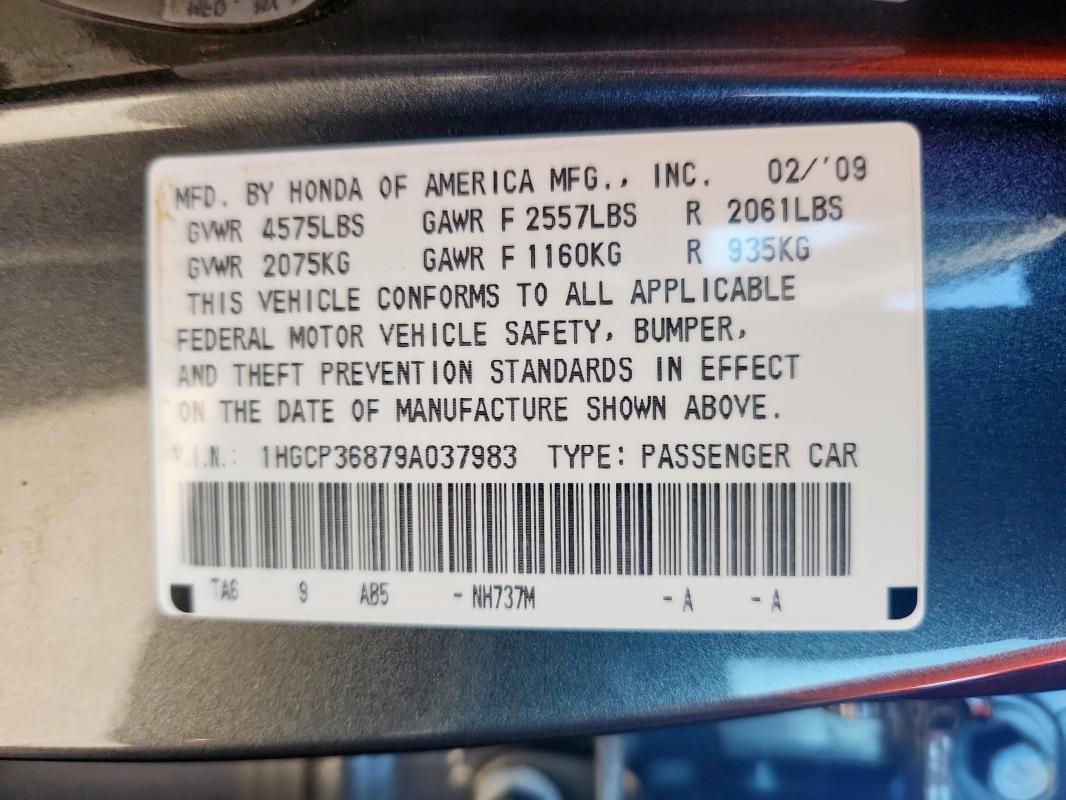 MFD. BY HONDA OF AMERICA MFG., INC. 02/'09
GVWR 4575LBS GAWR F 2557LBS R 2061LBS
GVWR 2075KG GAWR F 1160KG R 935KG
THIS VEHICLE CONFORMS TO ALL APPLICABLE
FEDERAL MOTOR VEHICLE SAFETY, BUMPER,
AND THEFT PREVENTION STANDARDS IN EFFECT
ON THE DATE OF MANUFACTURE SHOWN ABOVE.
V.I.N.: 1HGCP36879A037983 TYPE: PASSENGER CAR
TA6 9 AB5 - NH737M - A - A